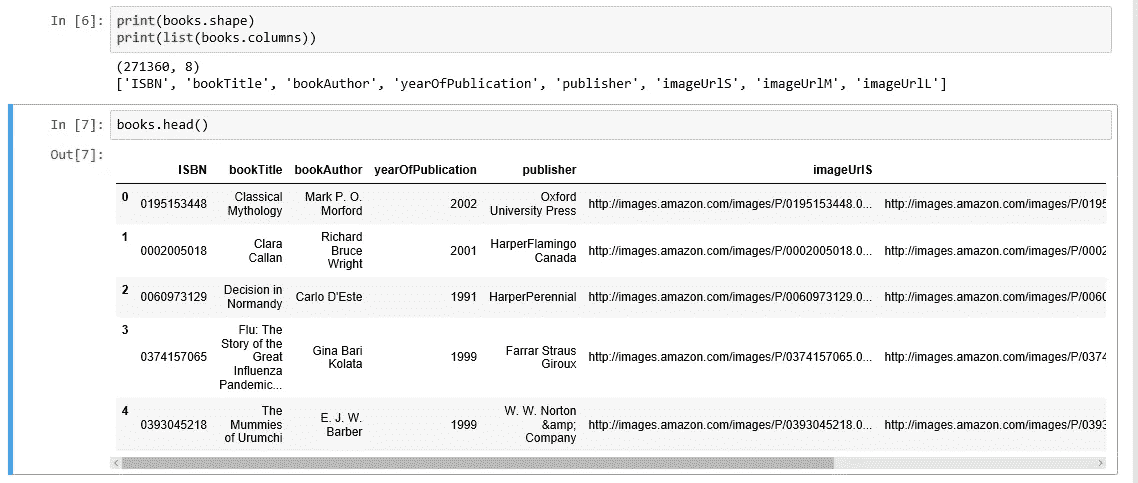 In [6]: print(books.shape)
print(list(books.columns))
(271360, 8)
['ISBN', 'bookTitle', 'bookAuthor', 'yearOfPublication', 'publisher', 'imageUrlS', 'imageUrlM', 'imageUrlL']
In [7]: books.head()
Out[7]:
ISBN bookTitle bookAuthor yearOfPublication publisher imageUrlS
0 0195153448 Classical Mythology Mark P. O. Morford 2002 Oxford University Press http://images.amazon.com/images/P/0195153448.0... http://images.amazon.com/images/P/0195
1 0002005018 Clara Callan Richard Bruce Wright 2001 HarperFlamingo Canada http://images.amazon.com/images/P/0002005018.0... http://images.amazon.com/images/P/0002
2 0060973129 Decision in Normandy Carlo D'Este 1991 HarperPerennial http://images.amazon.com/images/P/0060973129.0... http://images.amazon.com/images/P/0060
3 0374157065 Flu: The Story of the Great Influenza Pandemic... Gina Bari Kolata 1999 Farrar Straus Giroux http://images.amazon.com/images/P/0374157065.0... http://images.amazon.com/images/P/0374
4 0393045218 The Mummies of Urumchi E. J. W. Barber 1999 W. W. Norton &amp; Company http://images.amazon.com/images/P/0393045218.0... http://images.amazon.com/images/P/0393